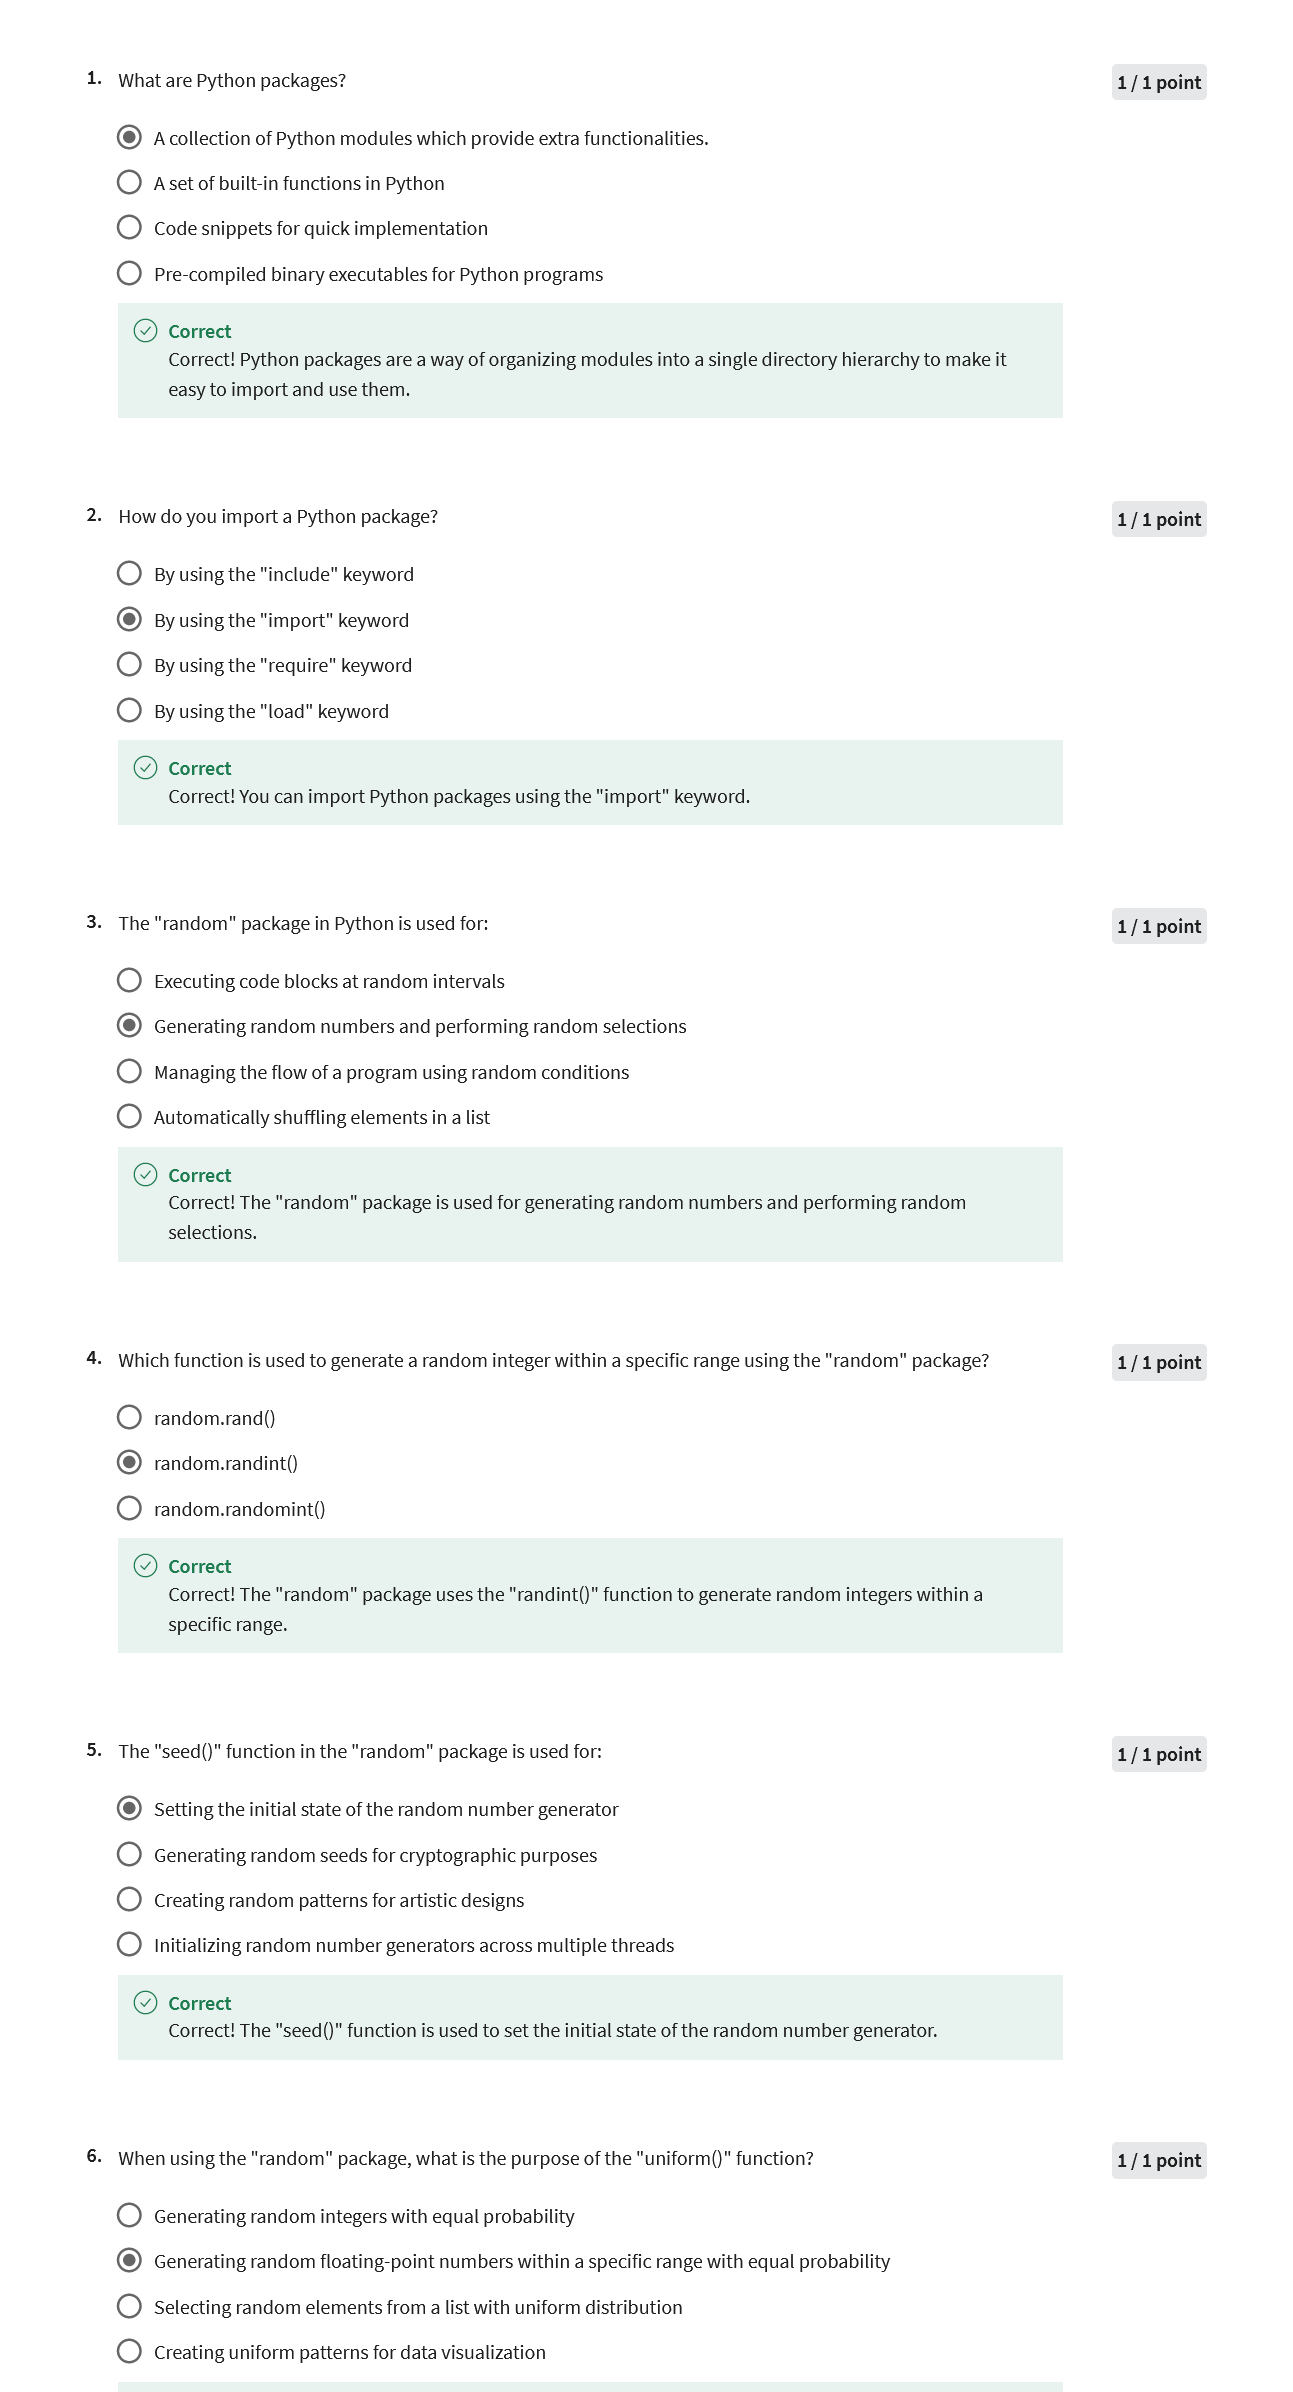 1. What are Python packages? 1 / 1 point
A collection of Python modules which provide extra functionalities.
A set of built-in functions in Python
Code snippets for quick implementation
Pre-compiled binary executables for Python programs
Correct
Correct! Python packages are a way of organizing modules into a single directory hierarchy to make it
easy to import and use them.
2. How do you import a Python package? 1 / 1 point
By using the "include" keyword
By using the "import" keyword
By using the "require" keyword
By using the "load" keyword
Correct
Correct! You can import Python packages using the "import" keyword.
3. The "random" package in Python is used for: 1 / 1 point
Executing code blocks at random intervals
Generating random numbers and performing random selections
Managing the flow of a program using random conditions
Automatically shuffling elements in a list
Correct
Correct! The "random" package is used for generating random numbers and performing random
selections.
4. Which function is used to generate a random integer within a specific range using the "random" package? 1 / 1 point
random.rand()
random.randint()
random.randomint()
Correct
Correct! The "random" package uses the "randint()" function to generate random integers within a
specific range.
5. The "seed()" function in the "random" package is used for: 1 / 1 point
Setting the initial state of the random number generator
Generating random seeds for cryptographic purposes
Creating random patterns for artistic designs
Initializing random number generators across multiple threads
Correct
Correct! The "seed()" function is used to set the initial state of the random number generator.
6. When using the "random" package, what is the purpose of the "uniform()" function? 1 / 1 point
Generating random integers with equal probability
Generating random floating-point numbers within a specific range with equal probability
Selecting random elements from a list with uniform distribution
Creating uniform patterns for data visualization